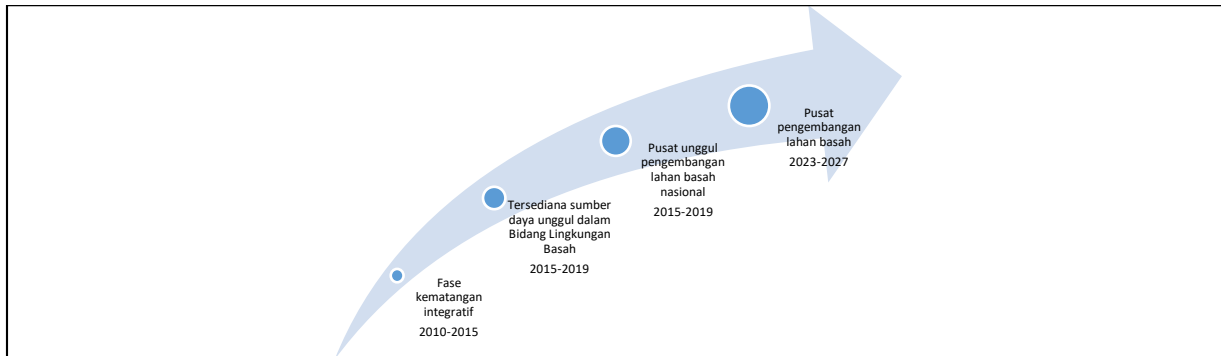 Fase
kematangan
integratif
2010-2015
Tersediana sumber
daya unggul dalam
Bidang Lingkungan
Basah
2015-2019
Pusat unggul
pengembangan
lahan basah
nasional
2015-2019
Pusat
pengembangan
lahan basah
2023-2027